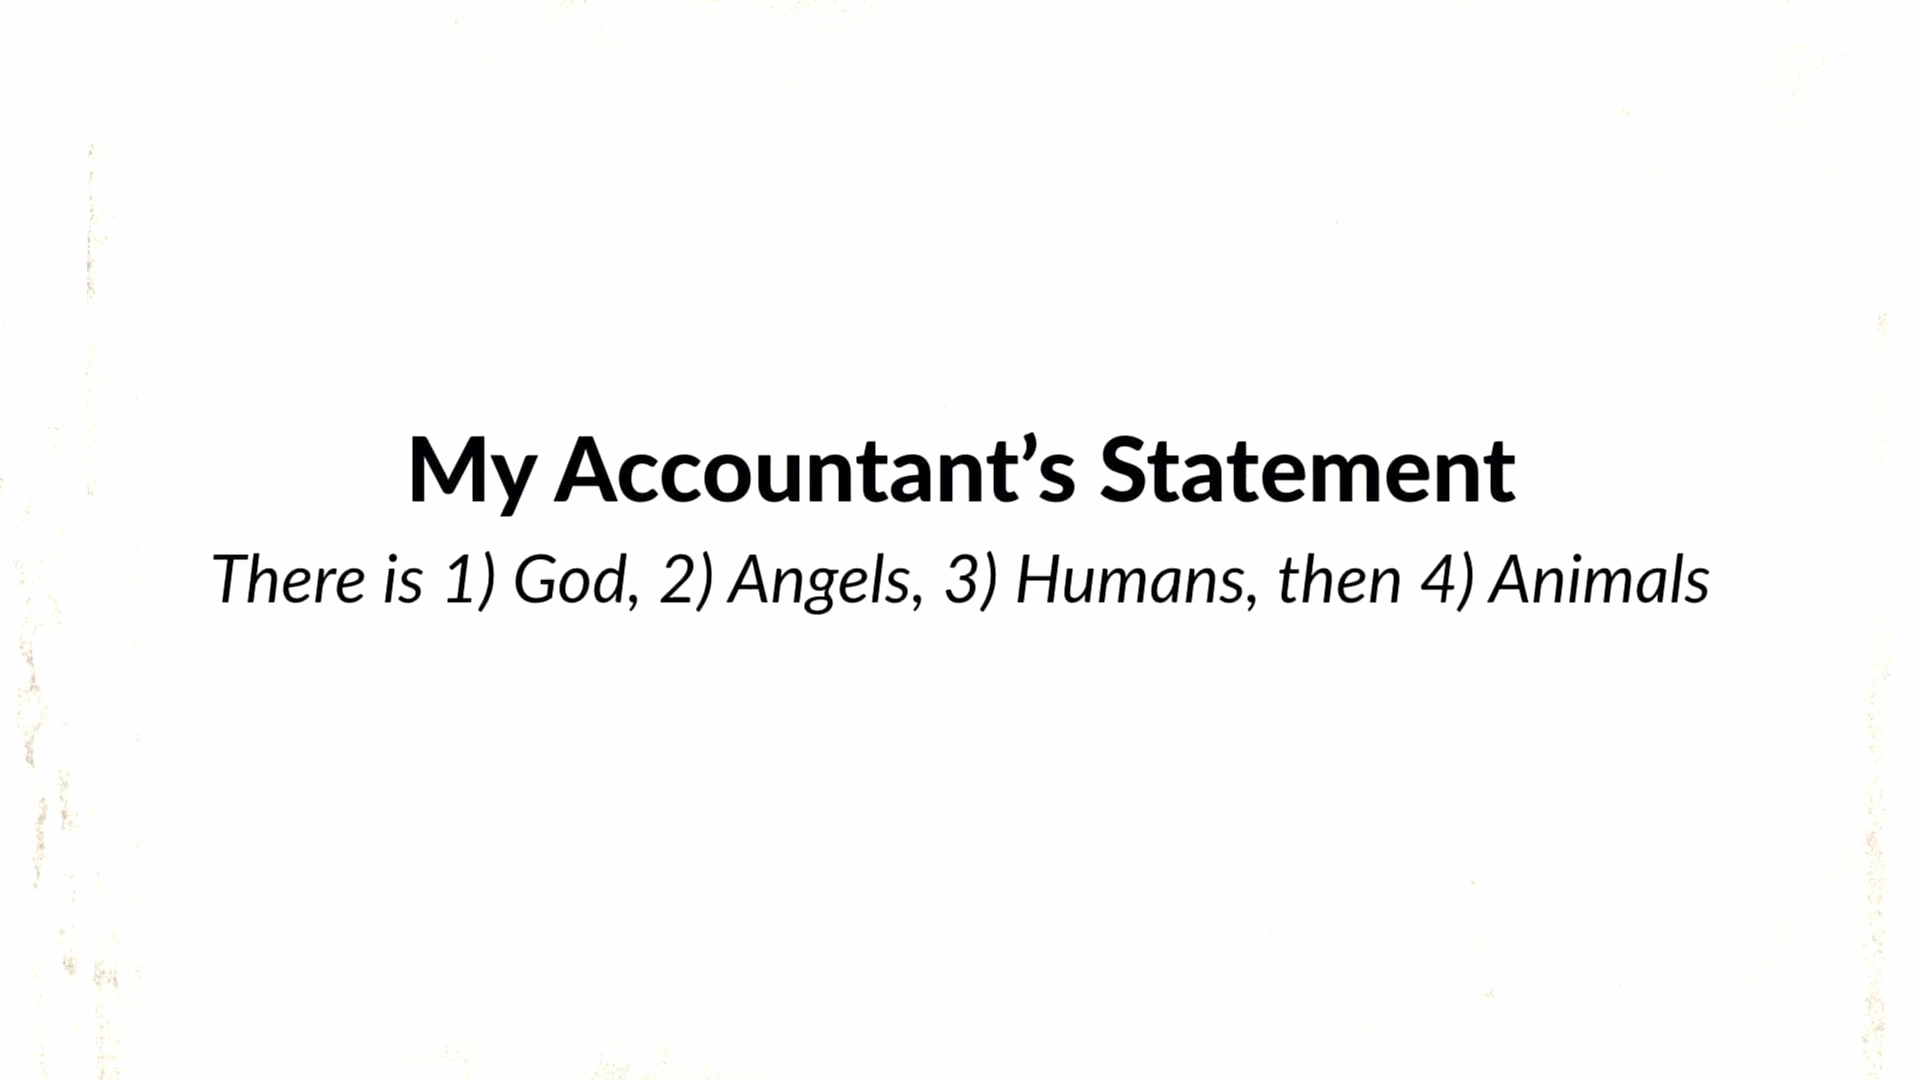 My Accountant’s Statement
There is 1) God, 2) Angels, 3) Humans, then 4) Animals